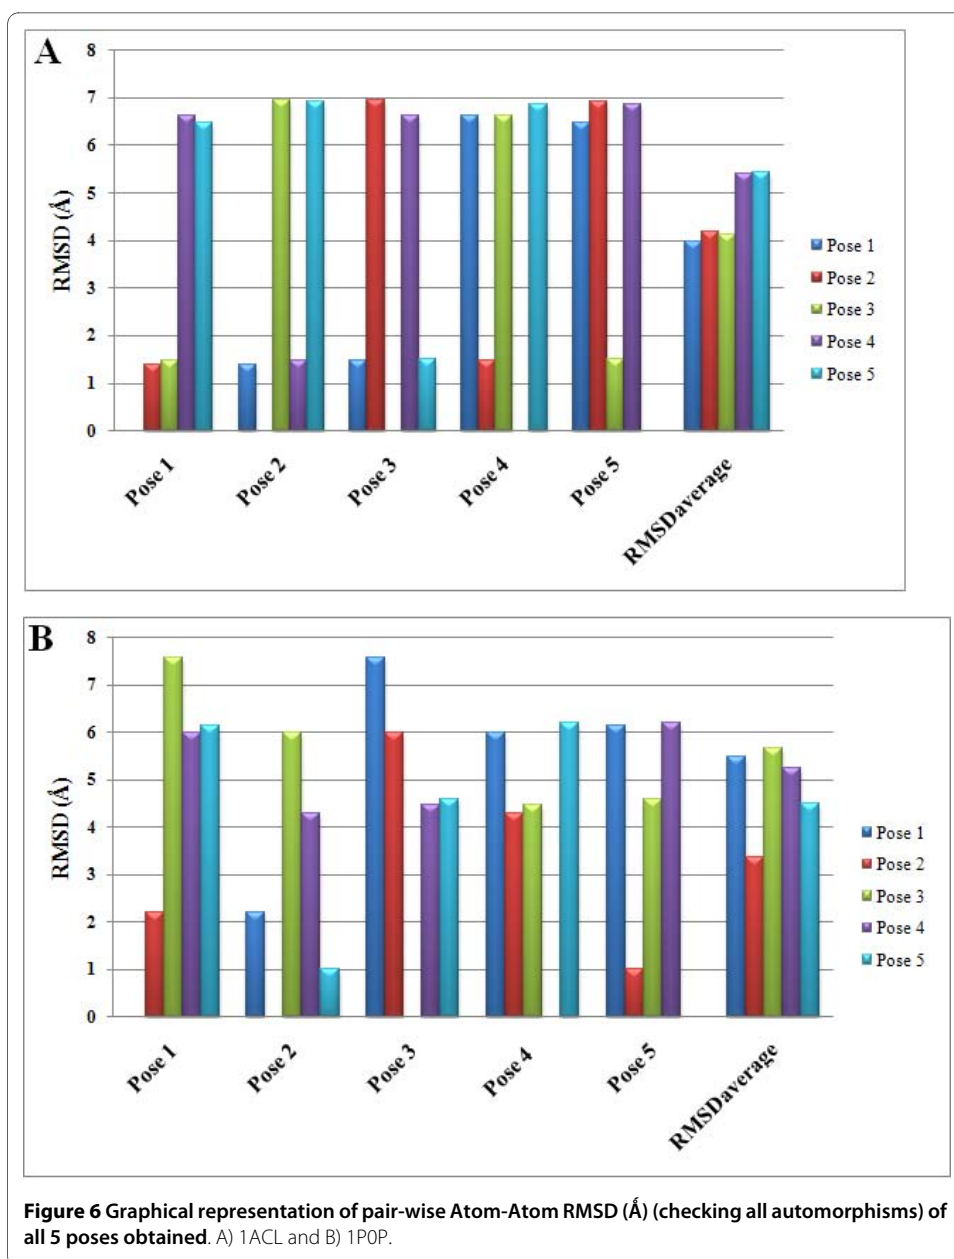 A
8
7
6
5
4
3
2
1
0
RMSD (Å)
Pose 1
Pose 2
Pose 3
Pose 4
Pose 5
RMSDaverage
Pose 1
Pose 2
Pose 3
Pose 4
Pose 5
B
8
7
6
5
4
3
2
1
0
RMSD (Å)
Pose 1
Pose 2
Pose 3
Pose 4
Pose 5
RMSDaverage
Pose 1
Pose 2
Pose 3
Pose 4
Pose 5
Figure 6 Graphical representation of pair-wise Atom-Atom RMSD (Å) (checking all automorphisms) of
all 5 poses obtained. A) 1ACL and B) 1P0P.